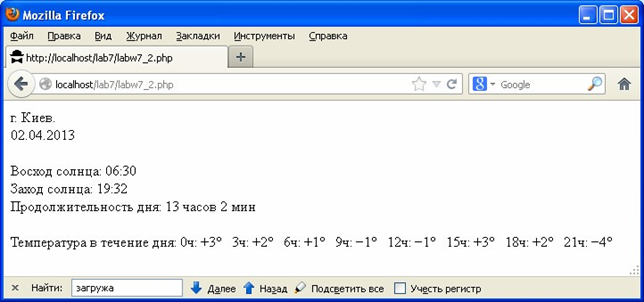 Mozilla Firefox
Файл Правка Вид Журнал Закладки Инструменты Справка
http://localhost/lab7/labw7_2.php
localhost/lab7/labw7_2.php Google
г. Киев.
02.04.2013
Восход солнца: 06:30
Заход солнца: 19:32
Продолжительность дня: 13 часов 2 мин
Температура в течение дня: 0ч: +3° 3ч: +2° 6ч: +1° 9ч: −1° 12ч: −1° 15ч: +3° 18ч: +2° 21ч: −4°
Найти: загружа Далее Назад Подсветить все Учесть регистр